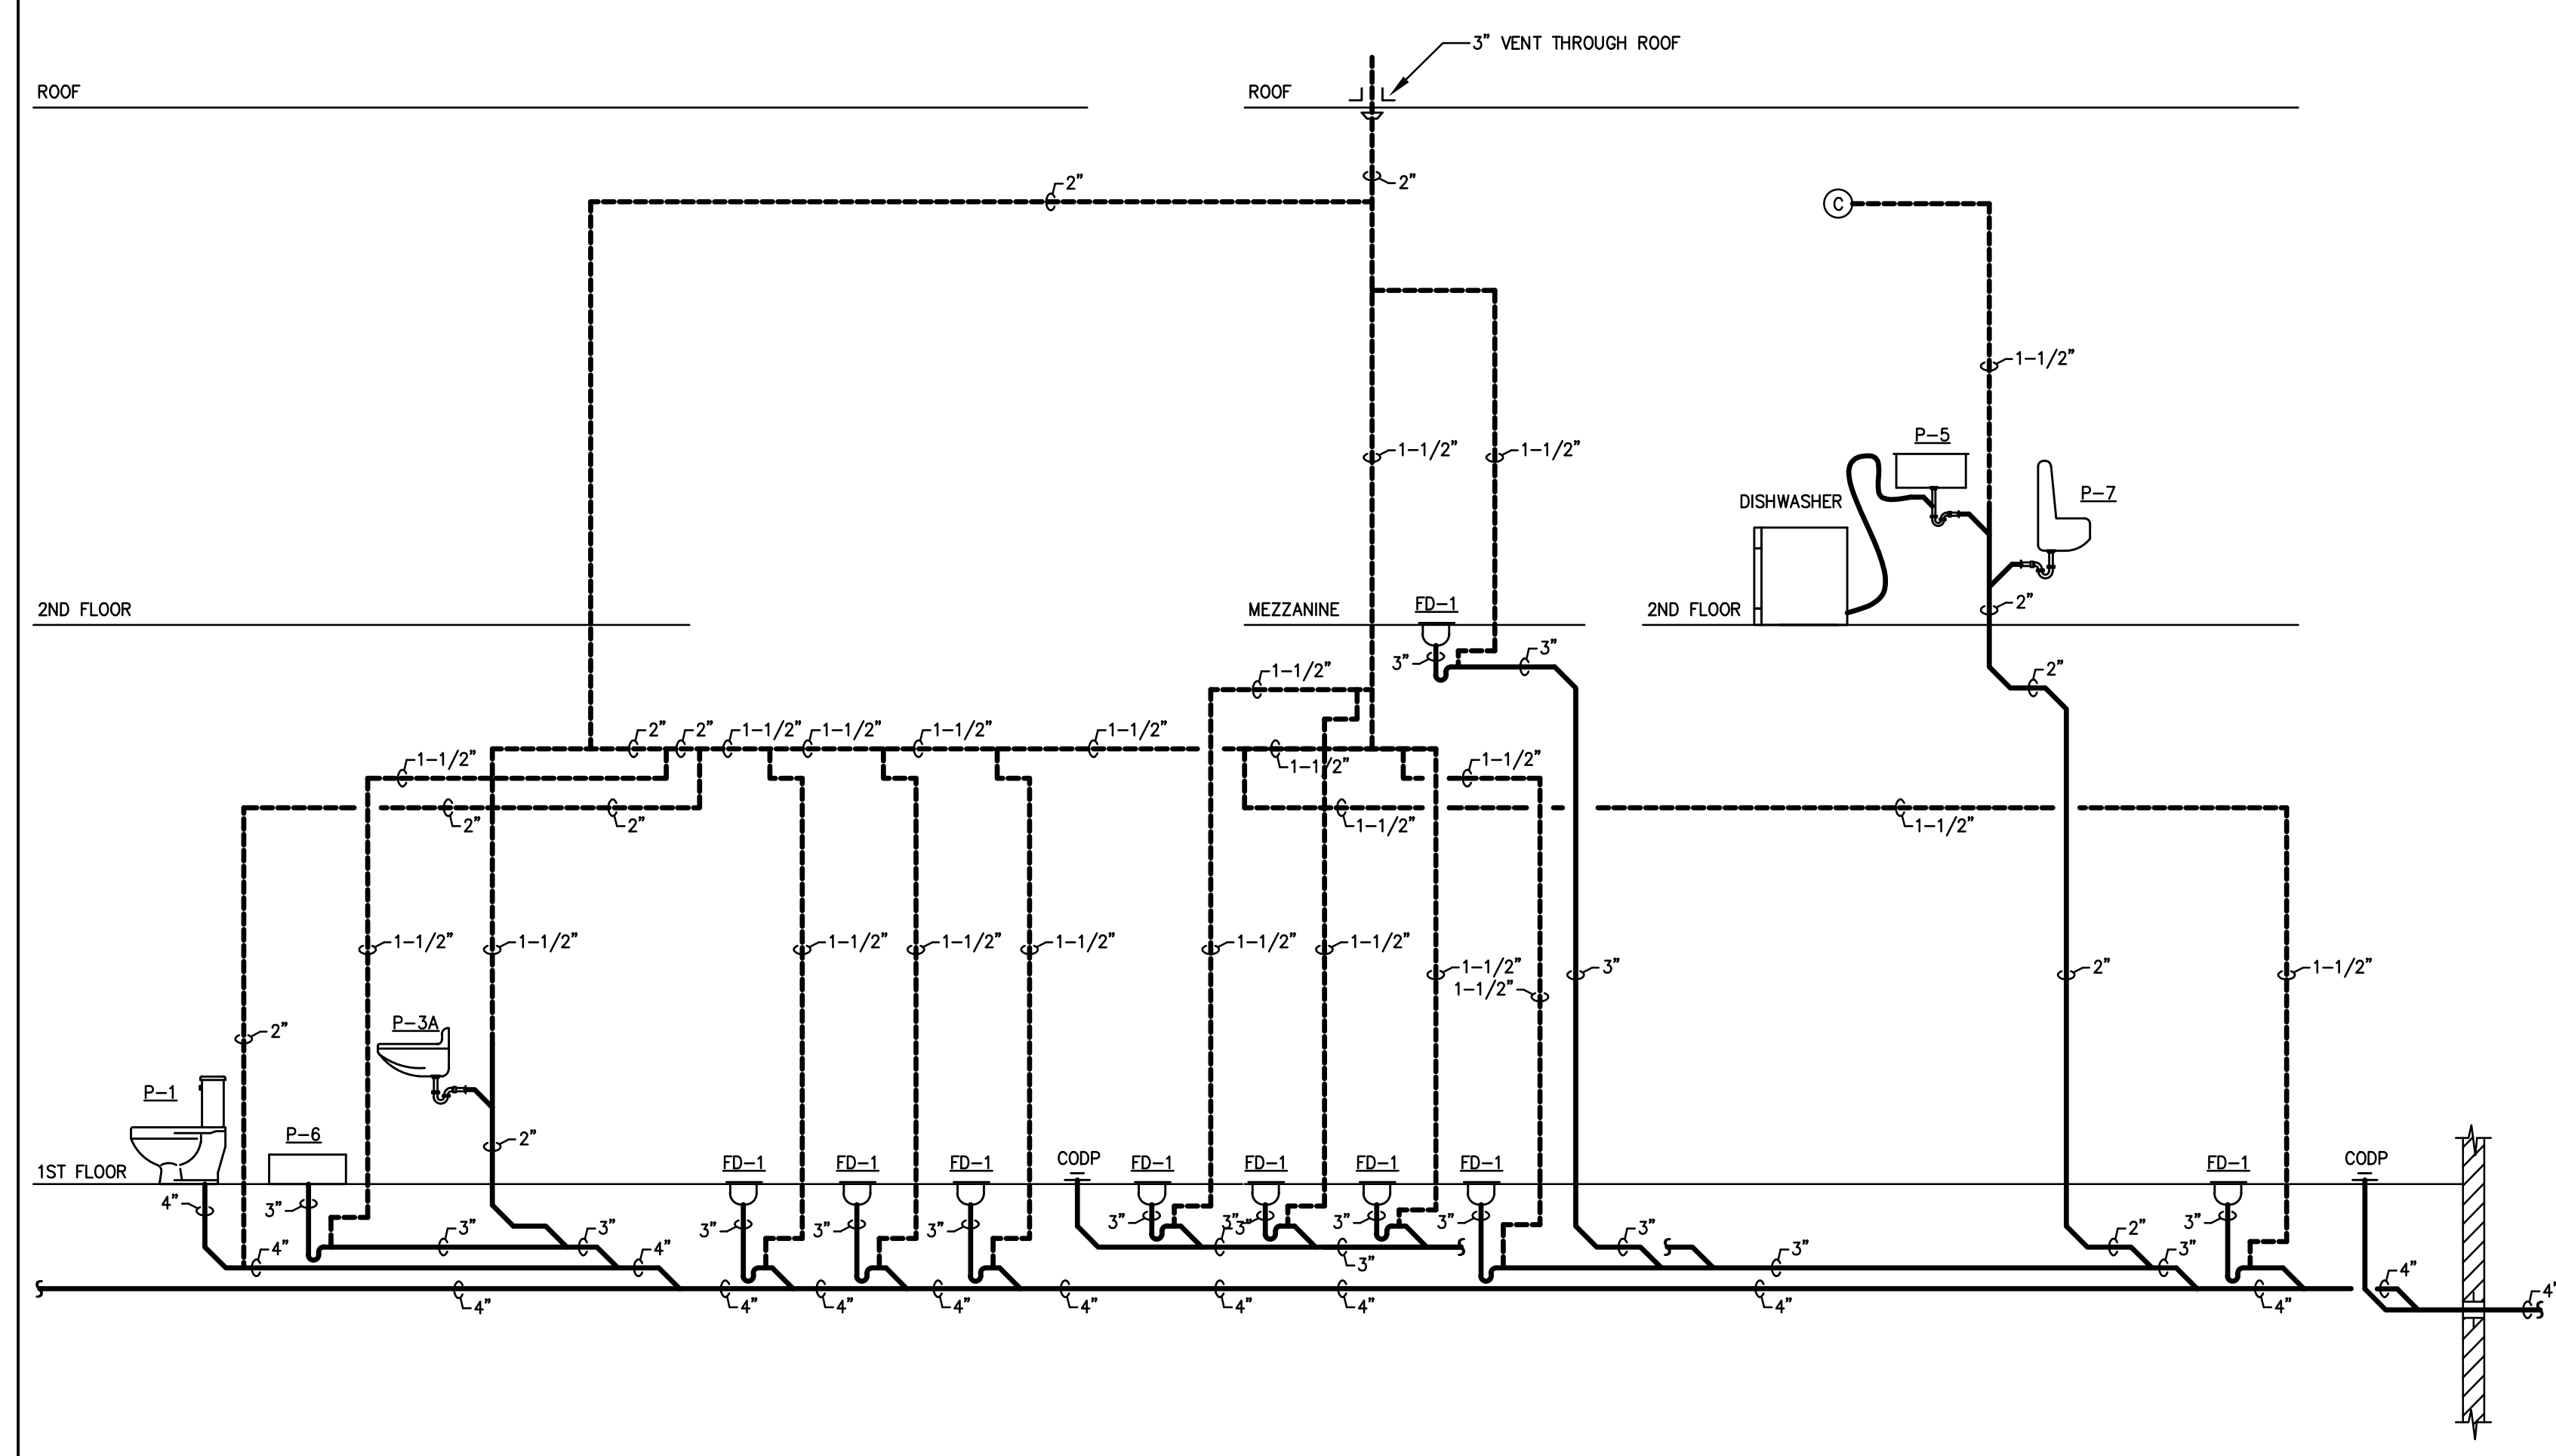 3” VENT THROUGH ROOF
ROOF
ROOF
2”
2”
C
1-1/2”
P-5
1-1/2”
1-1/2”
P-7
DISHWASHER
2ND FLOOR
MEZZANINE
FD-1
2ND FLOOR
2”
3”
3”
1-1/2”
2”
2”
2”
1-1/2”
1-1/2”
1-1/2”
1-1/2”
1-1/2”
1-1/2”
1-1/2”
2”
2”
1-1/2”
1-1/2”
1-1/2”
1-1/2”
1-1/2”
1-1/2”
1-1/2”
1-1/2”
1-1/2”
1-1/2”
3”
2”
1-1/2”
1-1/2”
P-3A
2”
P-1
P-6
2”
1ST FLOOR
FD-1
FD-1
FD-1
CODP
FD-1
FD-1
FD-1
FD-1
FD-1
CODP
4”
3”
3”
3”
3”
3”
3”
3”
3”
3”
3”
3”
3”
3”
2”
3”
3”
4”
4”
3”
3”
4”
4”
4”
4”
4”
4”
4”
4”
4”
4”
4”
4”